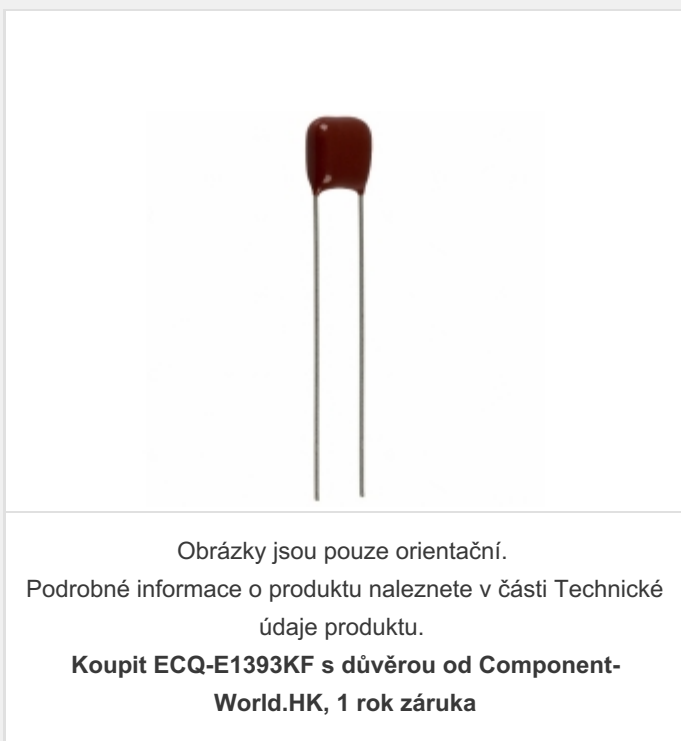 Obrázky jsou pouze orientační.
Podrobné informace o produktu naleznete v části Technické
údaje produktu.
Koupit ECQ-E1393KF s důvěrou od Component-
World.HK, 1 rok záruka